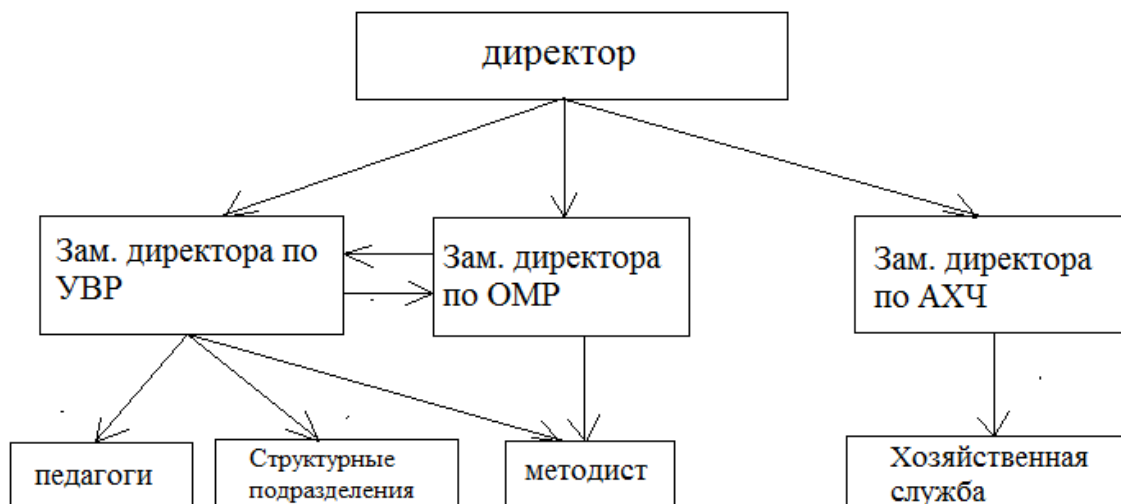 директор
Зам. директора по
УВР
Зам. директора
по ОМР
Зам. директора
по АХЧ
педагоги
Структурные
подразделения
методист
Хозяйственная
служба